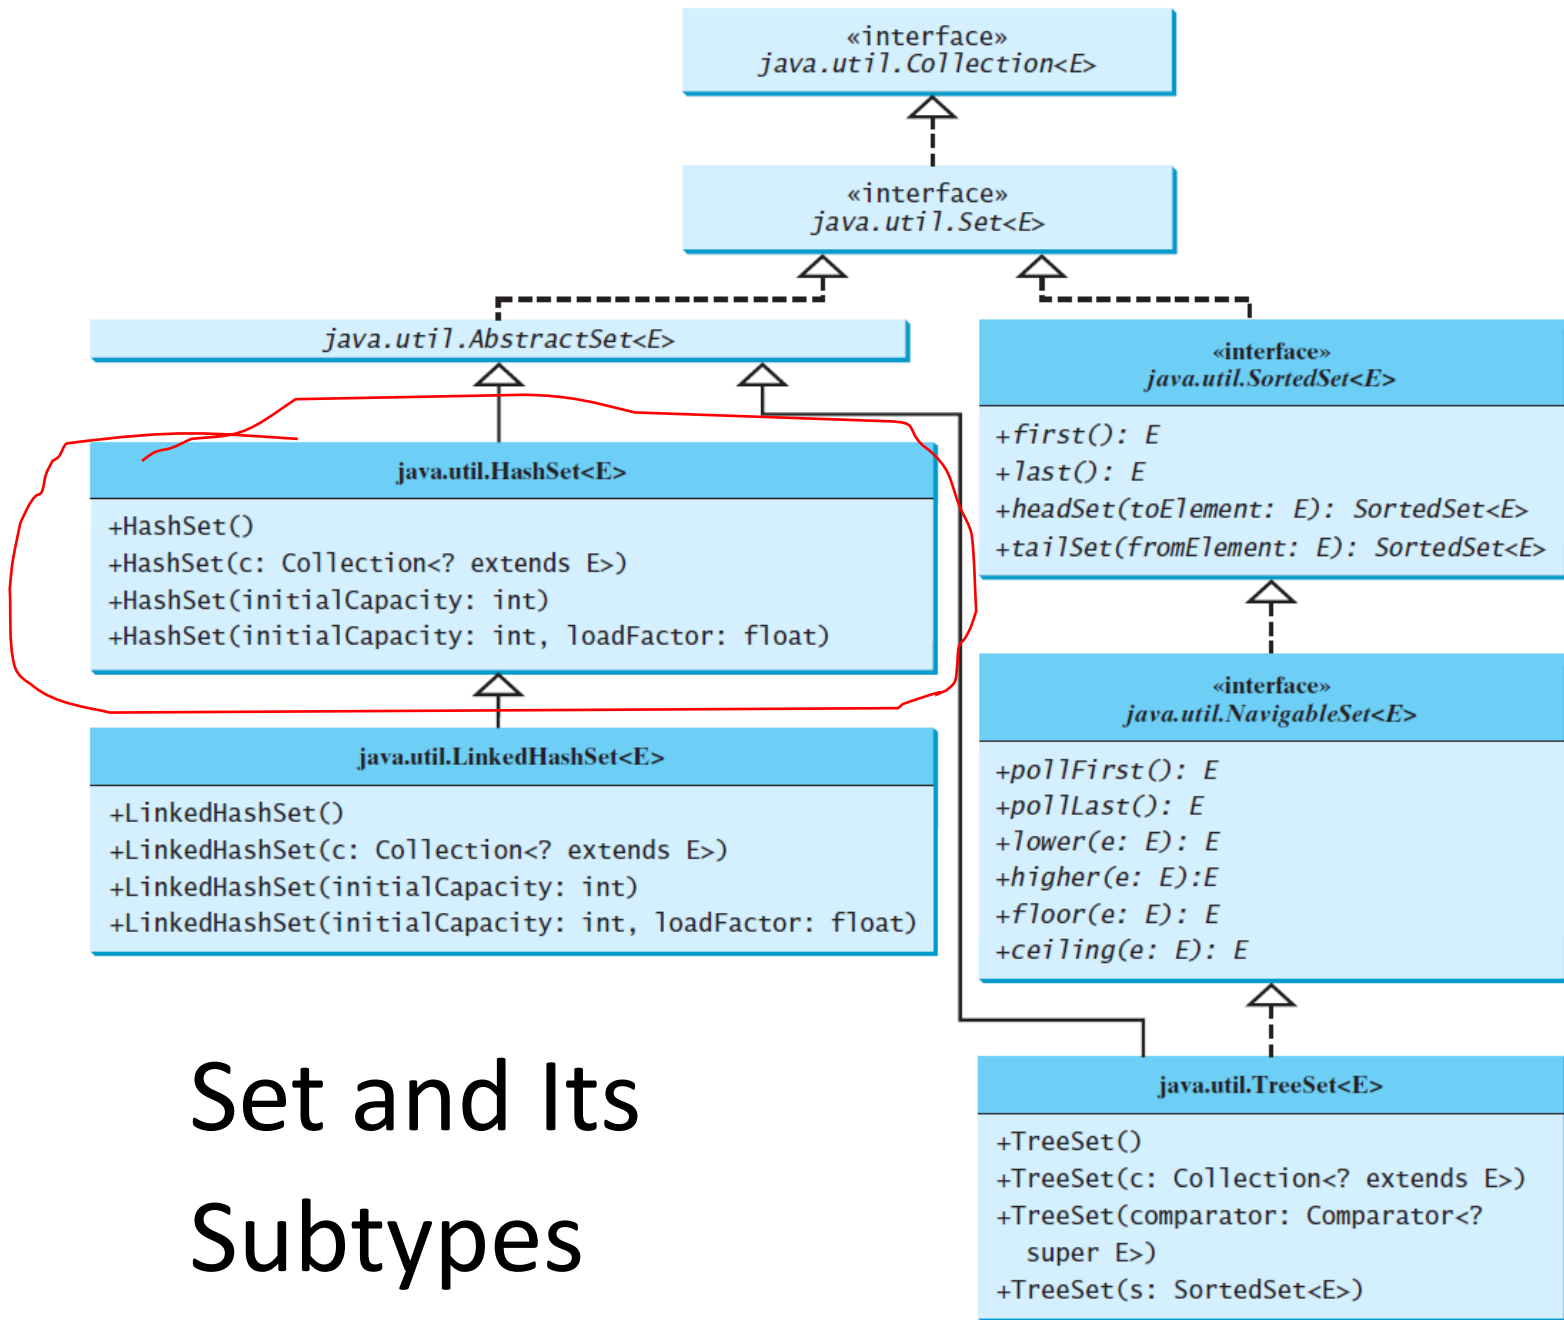 «interface»
java.util.Collection<E>
«interface»
java.util.Set<E>
java.util.AbstractSet<E>
java.util.HashSet<E>
+HashSet()
+HashSet(c: Collection<? extends E>)
+HashSet(initialCapacity: int)
+HashSet(initialCapacity: int, loadFactor: float)
java.util.LinkedHashSet<E>
+LinkedHashSet()
+LinkedHashSet(c: Collection<? extends E>)
+LinkedHashSet(initialCapacity: int)
+LinkedHashSet(initialCapacity: int, loadFactor: float)
«interface»
java.util.SortedSet<E>
+first(): E
+last(): E
+headSet(toElement: E): SortedSet<E>
+tailSet(fromElement: E): SortedSet<E>
«interface»
java.util.NavigableSet<E>
+pollFirst(): E
+pollLast(): E
+lower(e: E): E
+higher(e: E):E
+floor(e: E): E
+ceiling(e: E): E
java.util.TreeSet<E>
+TreeSet()
+TreeSet(c: Collection<? extends E>)
+TreeSet(comparator: Comparator<?
super E>)
+TreeSet(s: SortedSet<E>)
Set and Its
Subtypes